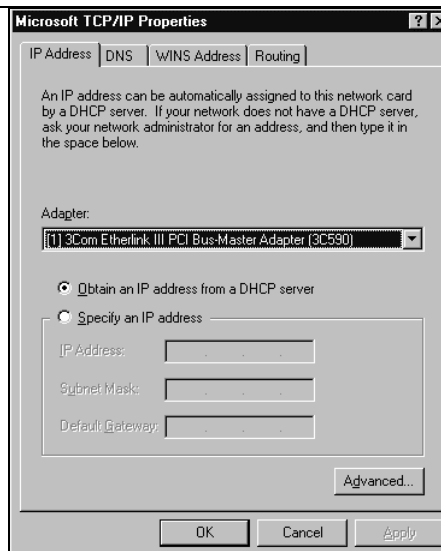 Microsoft TCP/IP Properties
IP Address DNS WINS Address Routing
An IP address can be automatically assigned to this network card
by a DHCP server. If your network does not have a DHCP server,
ask your network administrator for an address, and then type it in
the space below.
Adapter:
[1] 3Com Etherlink III PCI Bus-Master Adapter (3C590)
Obtain an IP address from a DHCP server
Specify an IP address
IP Address:
Subnet Mask:
Default Gateway:
Advanced...
OK Cancel Apply